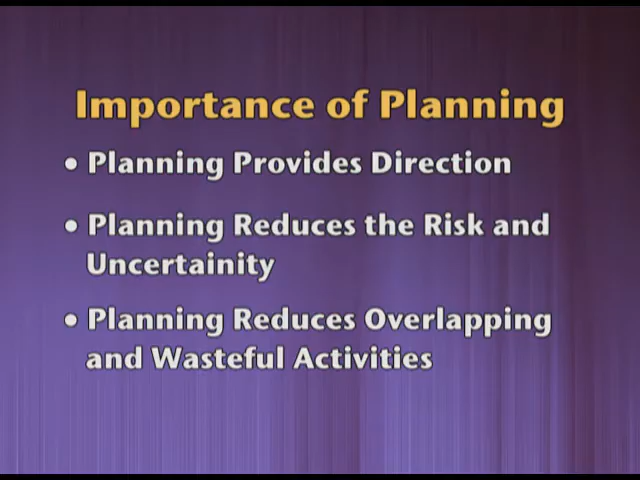 Importance of Planning
• Planning Provides Direction
• Planning Reduces the Risk and
Uncertainity
• Planning Reduces Overlapping
and Wasteful Activities